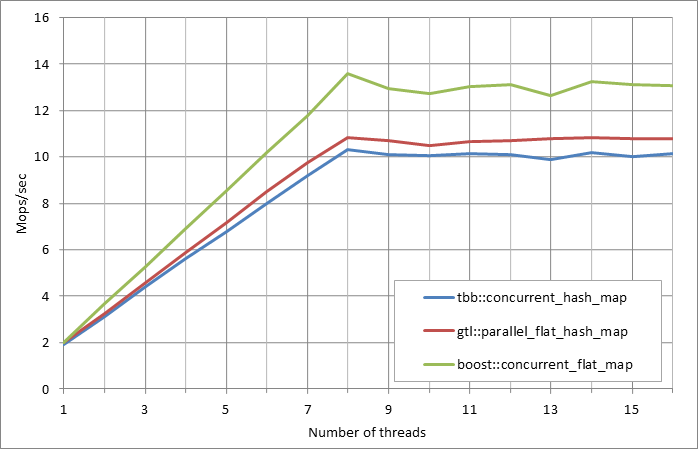 16
14
12
10
8
6
4
2
0
Mops/sec
tbb::concurrent_hash_map
gtl::parallel_flat_hash_map
boost::concurrent_flat_map
1 3 5 7 9 11 13 15
Number of threads